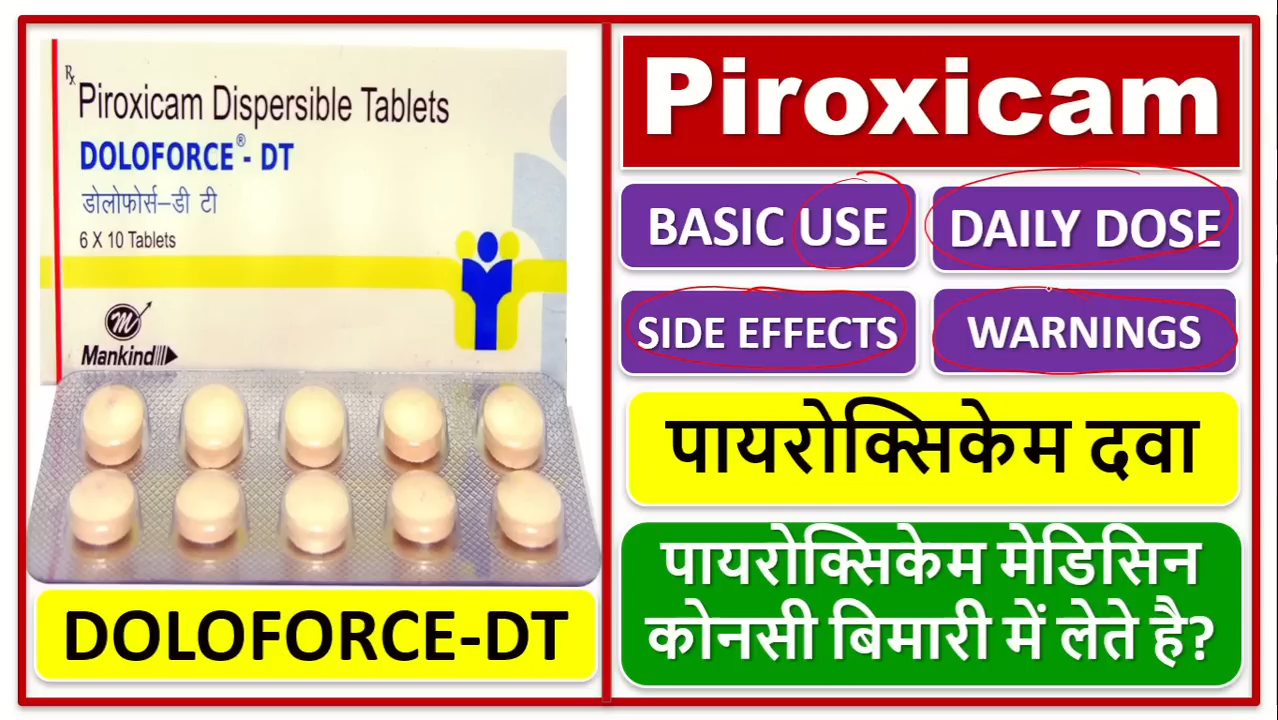 Rx
Piroxicam Dispersible Tablets
DOLOFORCE®- DT
डोलोफोर्स–डी टी
6 X 10 Tablets
M
Mankind
DOLOFORCE-DT
Piroxicam
BASIC USE
DAILY DOSE
SIDE EFFECTS
WARNINGS
पायरोक्सिकेम दवा
पायरोक्सिकेम मेडिसिन
कोनसी बिमारी में लेते है?